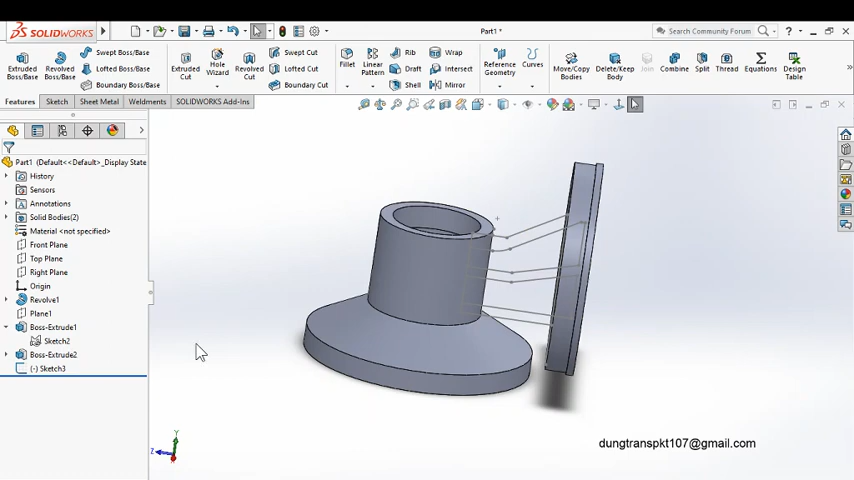 SOLIDWORKS
Part1 *
Search Community Forum
Extruded Boss/Base
Revolved Boss/Base
Swept Boss/Base
Lofted Boss/Base
Boundary Boss/Base
Extruded Cut
Hole Wizard
Revolved Cut
Swept Cut
Lofted Cut
Boundary Cut
Fillet
Linear Pattern
Rib
Draft
Shell
Wrap
Intersect
Mirror
Reference Geometry
Curves
Move/Copy Bodies
Delete/Keep Body
Join
Combine
Split
Thread
Equations
Design Table
Features
Sketch
Sheet Metal
Weldments
SOLIDWORKS Add-Ins
Part1 (Default<<Default>_Display State
History
Sensors
Annotations
Solid Bodies(2)
Material <not specified>
Front Plane
Top Plane
Right Plane
Origin
Revolve1
Plane1
Boss-Extrude1
Sketch2
Boss-Extrude2
(-) Sketch3
Y
Z
X
dungtranspkt107@gmail.com